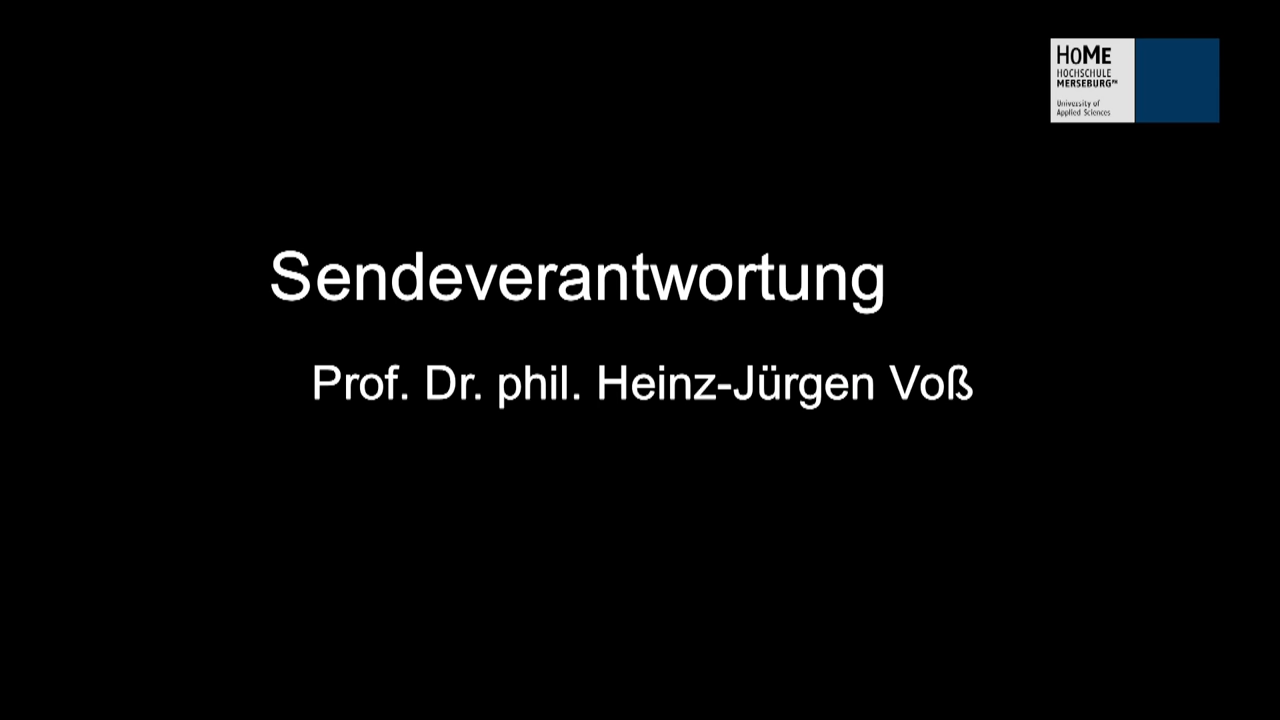 HOME
HOCHSCHULE
MERSEBURG
University of
Applied Sciences
Sendeverantwortung
Prof. Dr. phil. Heinz-Jürgen Voß